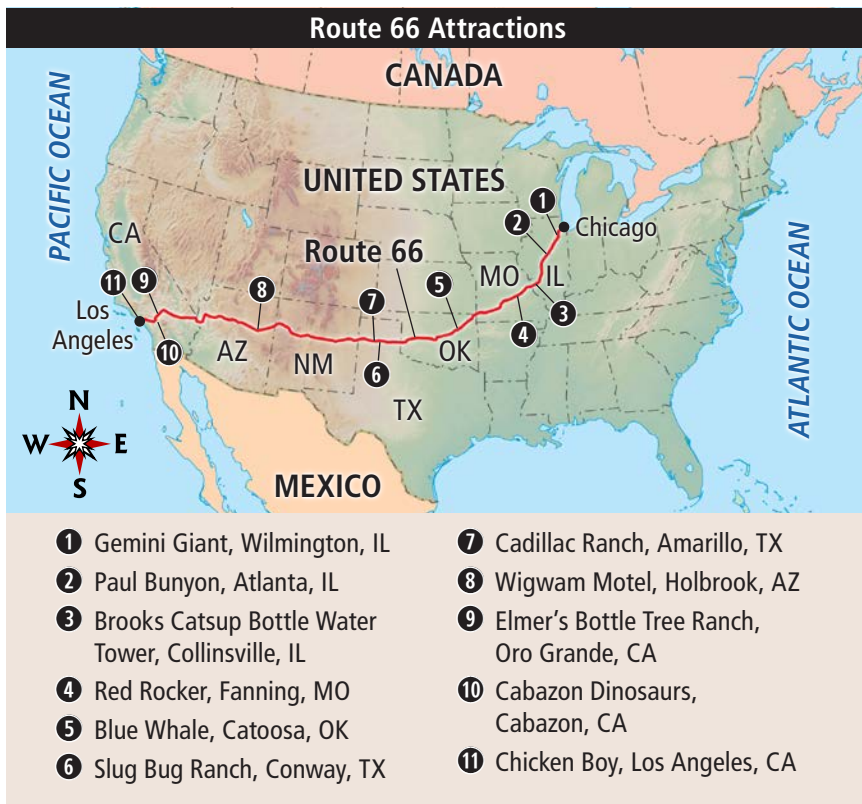 Route 66 Attractions
CANADA
PACIFIC OCEAN
UNITED STATES
ATLANTIC OCEAN
1
2
Chicago
CA
Route 66
MO
IL
11
9
8
7
5
3
4
Los
Angeles
10
AZ
NM
6
OK
TX
N
W E
S
MEXICO
1 Gemini Giant, Wilmington, IL
2 Paul Bunyon, Atlanta, IL
3 Brooks Catsup Bottle Water
Tower, Collinsville, IL
4 Red Rocker, Fanning, MO
5 Blue Whale, Catoosa, OK
6 Slug Bug Ranch, Conway, TX
7 Cadillac Ranch, Amarillo, TX
8 Wigwam Motel, Holbrook, AZ
9 Elmer's Bottle Tree Ranch,
Oro Grande, CA
10 Cabazon Dinosaurs,
Cabazon, CA
11 Chicken Boy, Los Angeles, CA